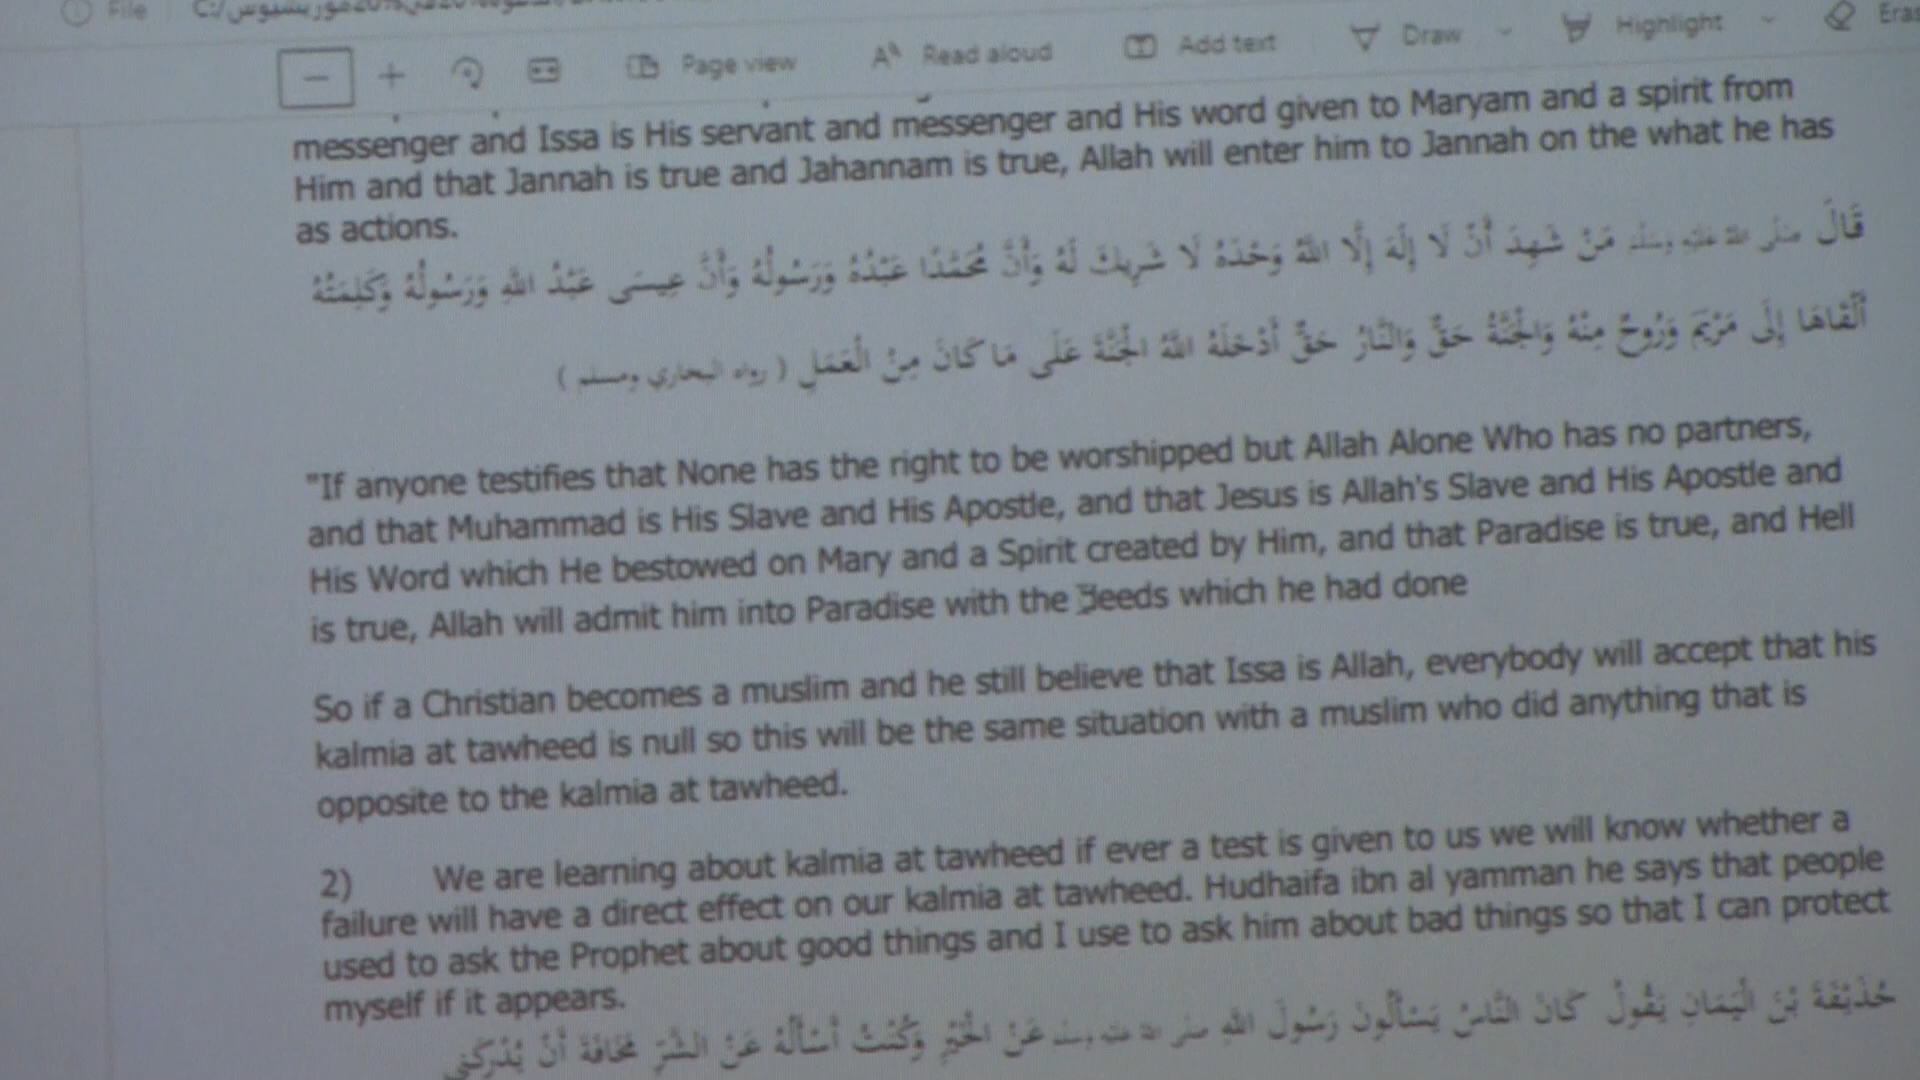 File
Page view
Read aloud
Add text
Draw
Highlight
messenger and Issa is His servant and messenger and His word given to Maryam and a spirit from
Him and that Jannah is true and Jahannam is true, Allah will enter him to Jannah on the what he has
as actions.
قَالَ صلى الله عليه وسلم مَنْ شَهِدَ أَنْ لَا إِلَهَ إِلَّا اللهُ وَحْدَهُ لَا شَرِيكَ لَهُ وَأَنَّ مُحَمَّدًا عَبْدُهُ وَرَسُولُهُ وَأَنَّ عِيسَى عَبْدُ اللهِ وَرَسُولُهُ وَكَلِمَتُهُ
أَلْقَاهَا إِلَى مَرْيَمَ وَرُوحٌ مِنْهُ وَالْجَنَّةُ حَقٌّ وَالنَّارُ حَقٌّ أَدْخَلَهُ اللهُ الْجَنَّةَ عَلَى مَا كَانَ مِنْ الْعَمَلِ ( رواه البخاري ومسلم )
"If anyone testifies that None has the right to be worshipped but Allah Alone Who has no partners,
and that Muhammad is His Slave and His Apostle, and that Jesus is Allah's Slave and His Apostle and
His Word which He bestowed on Mary and a Spirit created by Him, and that Paradise is true, and Hell
is true, Allah will admit him into Paradise with the deeds which he had done
So if a Christian becomes a muslim and he still believe that Issa is Allah, everybody will accept that his
kalmia at tawheed is null so this will be the same situation with a muslim who did anything that is
opposite to the kalmia at tawheed.
2) We are learning about kalmia at tawheed if ever a test is given to us we will know whether a
failure will have a direct effect on our kalmia at tawheed. Hudhaifa ibn al yamman he says that people
used to ask the Prophet about good things and I use to ask him about bad things so that I can protect
myself if it appears.
حُذَيْفَةَ بْنَ الْيَمَانِ يَقُولُ كَانَ النَّاسُ يَسْأَلُونَ رَسُولَ اللهِ صلى الله عليه وسلم عَنْ الْخَيْرِ وَكُنْتُ أَسْأَلُهُ عَنْ الشَّرِّ مَخَافَةَ أَنْ يُدْرِكَنِي